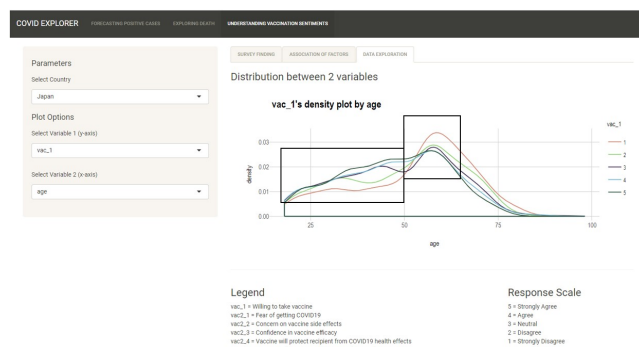 COVID EXPLORER FORECASTING POSITIVE CASES EXPLORING DEATH UNDERSTANDING VACCINATION SENTIMENTS
SURVEY FINDING ASSOCIATION OF FACTORS DATA EXPLORATION
Parameters
Select Country
Japan
Plot Options
Select Variable 1 (y-axis)
vac_1
Select Variable 2 (x-axis)
age
Distribution between 2 variables
vac_1's density plot by age
density
0.03
0.02
0.01
0.00
25 50 75 100
age
vac_1
1
2
3
4
5
Legend
vac_1 = Willing to take vaccine
vac2_1 = Fear of getting COVID19
vac2_2 = Concern on vaccine side effects
vac2_3 = Confidence in vaccine efficacy
vac2_4 = Vaccine will protect recipient from COVID19 health effects
Response Scale
5 = Strongly Agree
4 = Agree
3 = Neutral
2 = Disagree
1 = Strongly Disagree